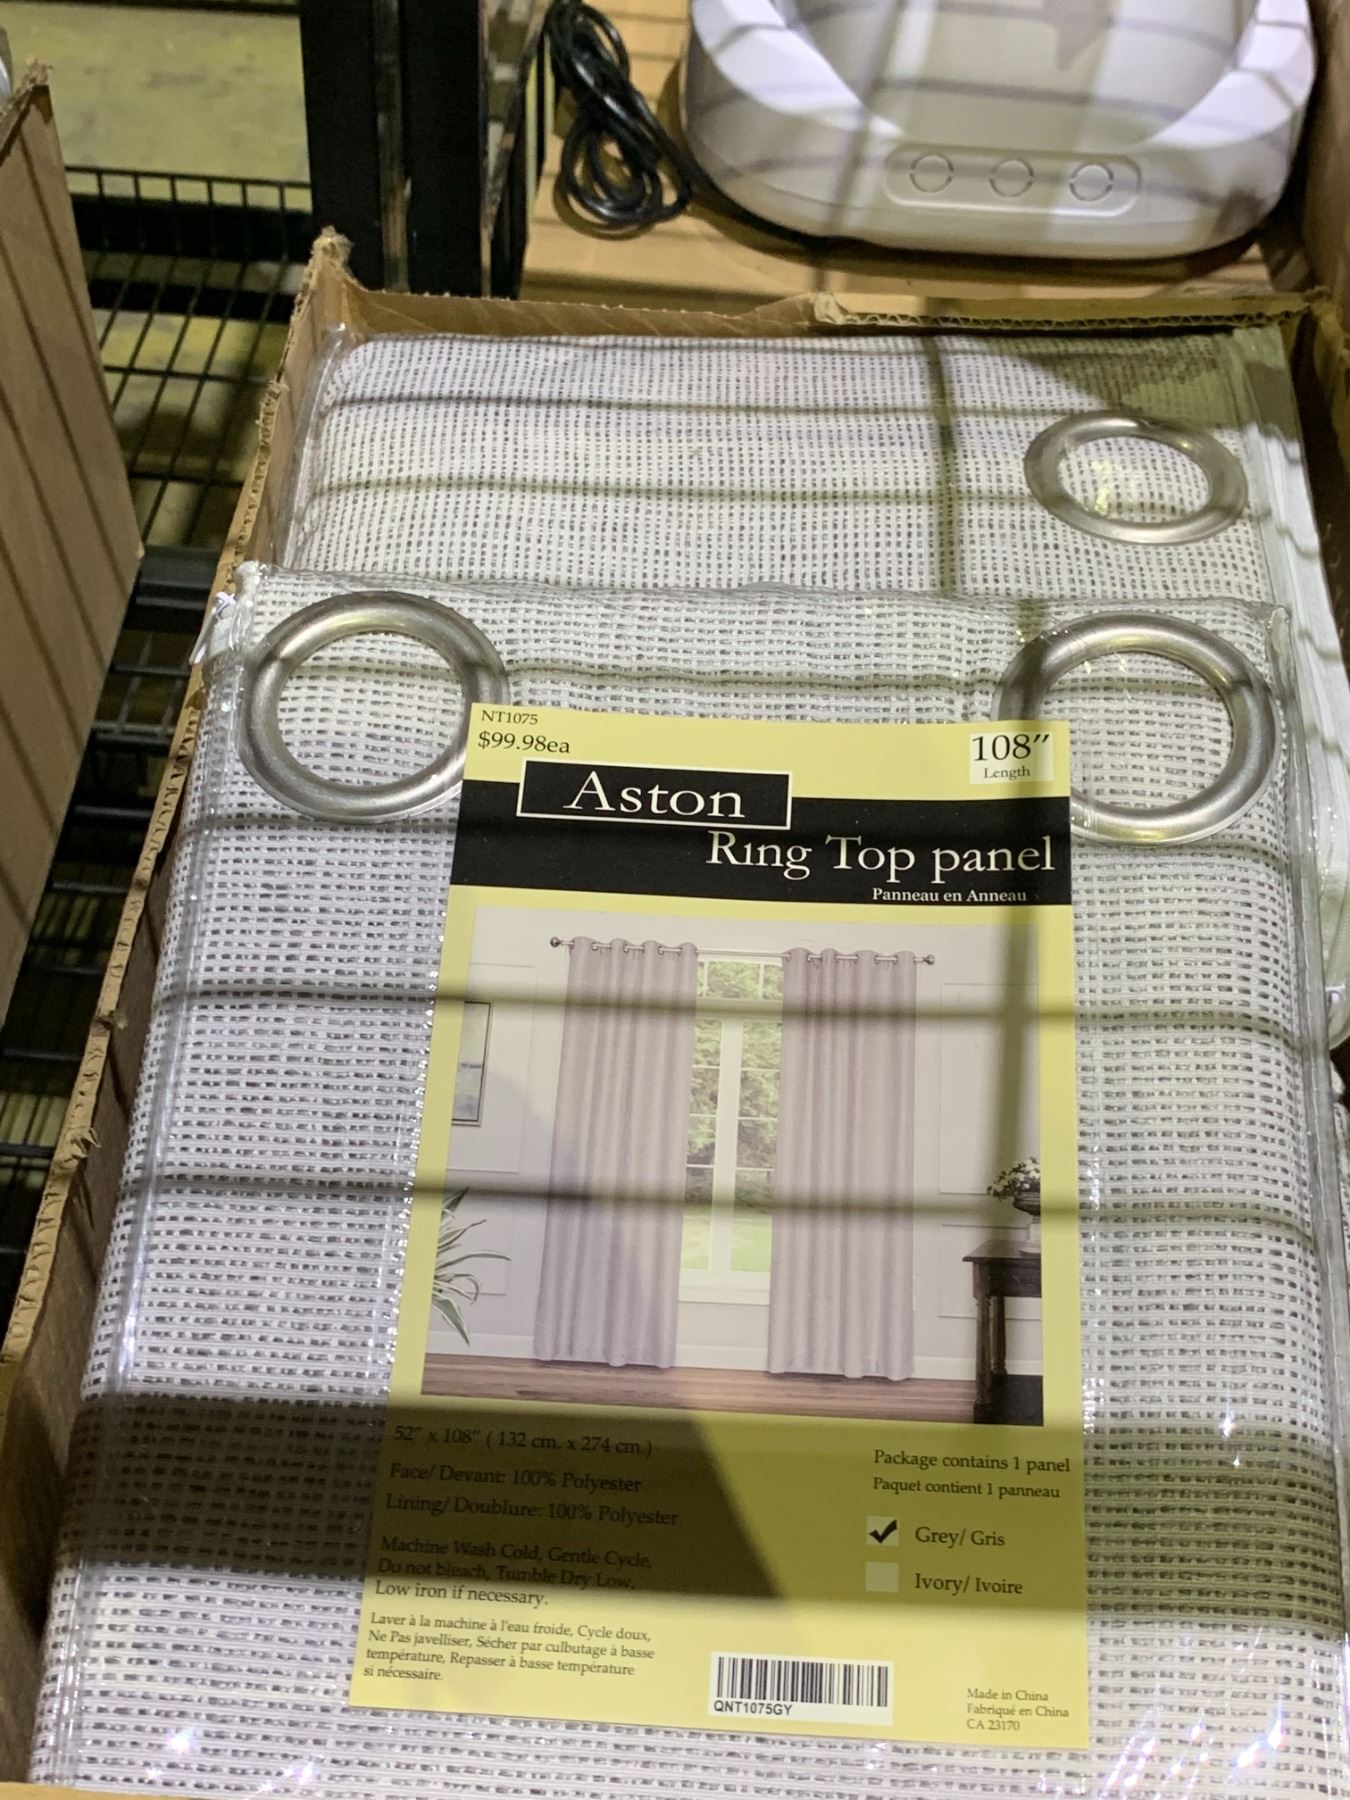 NT1075
$99.98ea
108"
Length
Aston
Ring Top panel
Panneau en Anneau
52" x 108" ( 132 cm. x 274 cm.)
Face/ Devant: 100% Polyester
Lining/ Doublure: 100% Polyester
Machine Wash Cold, Gentle Cycle,
Do not bleach, Tumble Dry Low,
Low iron if necessary.
Laver à la machine à l'eau froide, Cycle doux,
Ne Pas javelliser, Sécher par culbutage à basse
température, Repasser à basse température
si nécessaire.
Package contains 1 panel
Paquet contient 1 panneau
Grey/ Gris
Ivory/ Ivoire
QNT1075GY
Made in China
Fabriqué en China
CA 23170